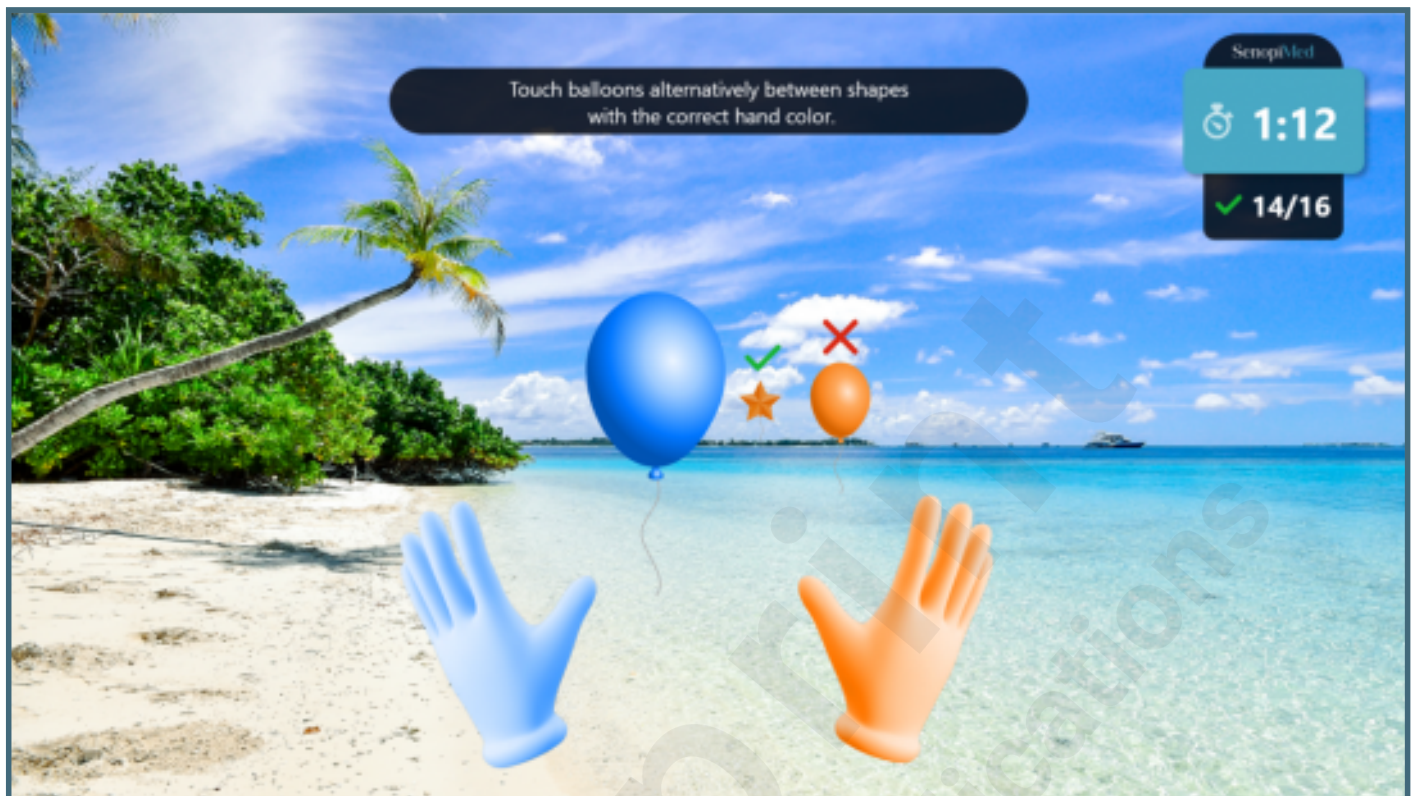 SenopiMed
Touch balloons alternatively between shapes
with the correct hand color.
1:12
14/16